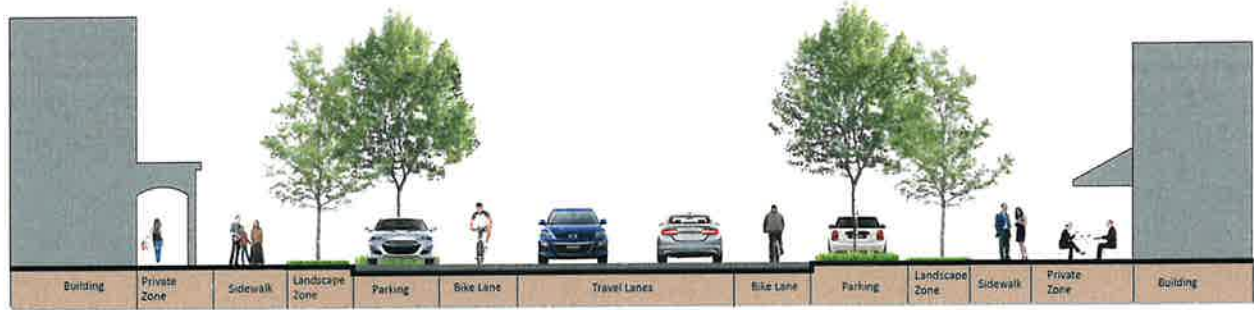 Building
Private
Zone
Sidewalk
Landscape
Zone
Parking
Bike Lane
Travel Lanes
Bike Lane
Parking
Landscape
Zone
Sidewalk
Private
Zone
Building